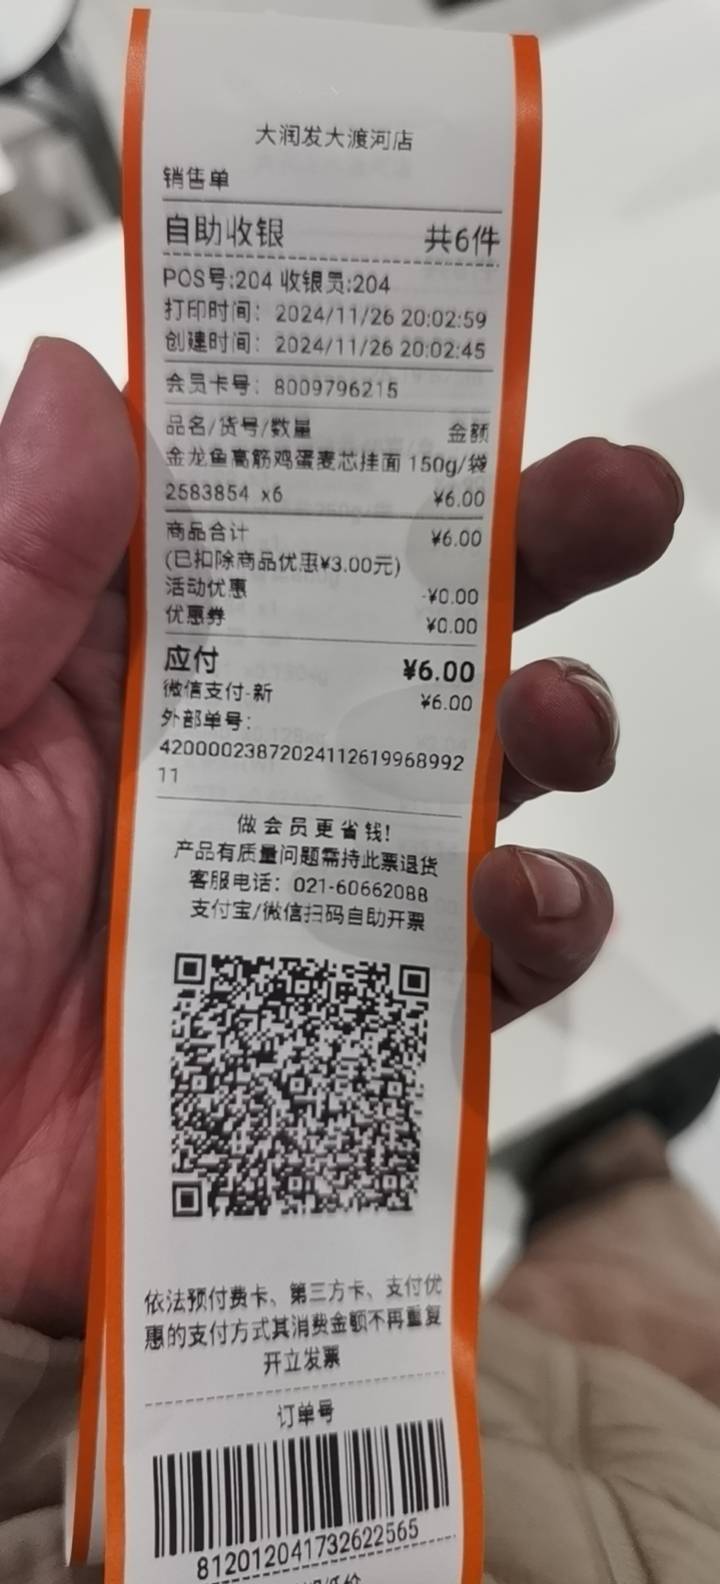 大润发大渡河店
销售单
自助收银 共6件
POS号:204 收银员:204
打印时间: 2024/11/26 20:02:59
创建时间: 2024/11/26 20:02:45
会员卡号: 8009796215
品名/货号/数量 金额
金龙鱼高筋鸡蛋麦芯挂面 150g/袋
2583854 x6 ¥6.00
商品合计 ¥6.00
(已扣除商品优惠¥3.00元)
活动优惠 -¥0.00
优惠券 ¥0.00
应付 ¥6.00
微信支付-新 ¥6.00
外部单号:
42000023872024112619968992
11
做会员更省钱!
产品有质量问题需持此票退货
客服电话: 021-60662088
支付宝/微信扫码自助开票
依法预付费卡、第三方卡、支付优
惠的支付方式其消费金额不再重复
开立发票
订单号
812012041732622565